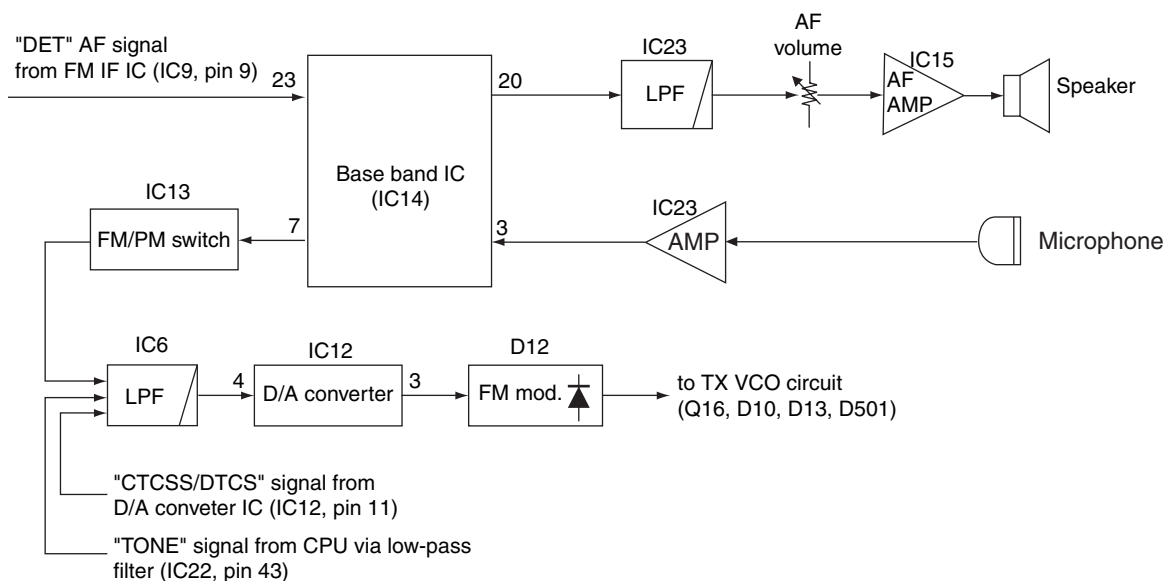 "DET" AF signal
from FM IF IC (IC9, pin 9)
23
Base band IC
(IC14)
20
IC23
LPF
AF
volume
IC15
AF
AMP
Speaker
IC13
FM/PM switch
7
3
IC23
AMP
Microphone
IC6
LPF
4
IC12
D/A converter
3
D12
FM mod.
to TX VCO circuit
(Q16, D10, D13, D501)
"CTCSS/DTCS" signal from
D/A conveter IC (IC12, pin 11)
"TONE" signal from CPU via low-pass
filter (IC22, pin 43)